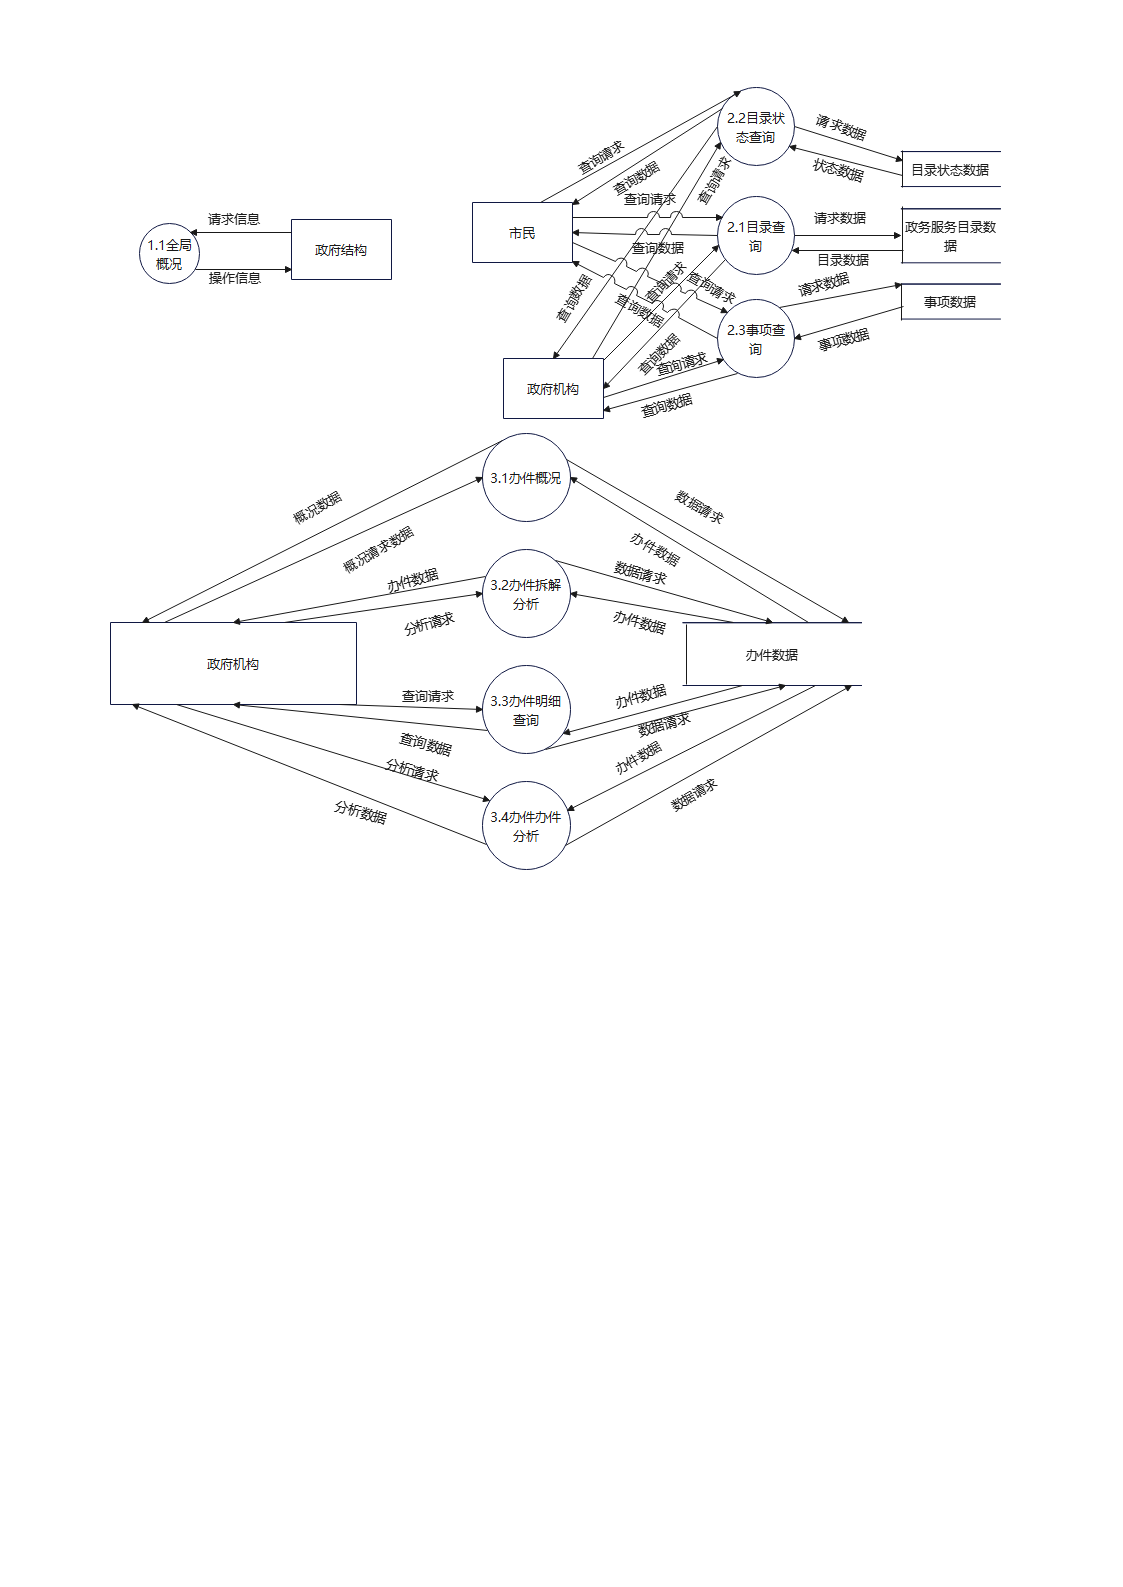 请求信息
1.1全局
概况
政府结构
操作信息
2.2目录状
态查询
请求数据
状态数据
目录状态数据
查询请求
查询数据
查询请求
查询请求
市民
2.1目录查
询
请求数据
目录数据
政务服务目录数
据
查询数据
查询请求
查询请求
查询数据
查询数据
2.3事项查
询
请求数据
事项数据
事项数据
查询数据
查询请求
查询数据
政府机构
3.1办件概况
概况数据
概况请求数据
数据请求
办件数据
3.2办件拆解
分析
办件数据
分析请求
数据请求
办件数据
政府机构
办件数据
3.3办件明细
查询
查询请求
查询数据
办件数据
数据请求
3.4办件办件
分析
分析请求
分析数据
办件数据
数据请求